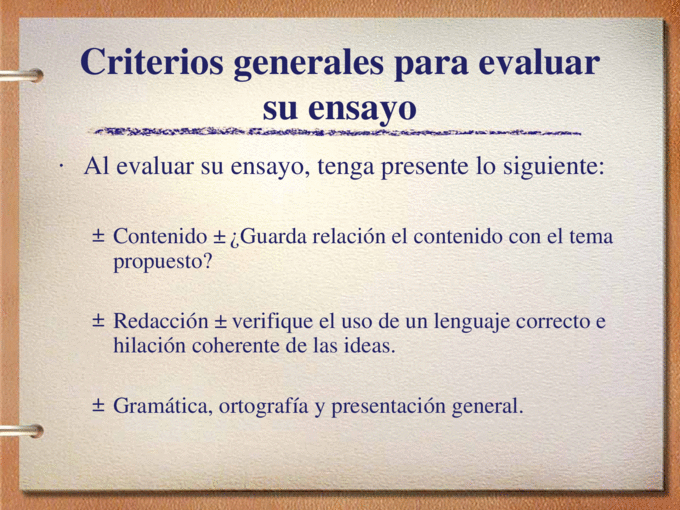 Criterios generales para evaluar
su ensayo
· Al evaluar su ensayo, tenga presente lo siguiente:
± Contenido ± ¿Guarda relación el contenido con el tema
propuesto?
± Redacción ± verifique el uso de un lenguaje correcto e
hilación coherente de las ideas.
± Gramática, ortografía y presentación general.